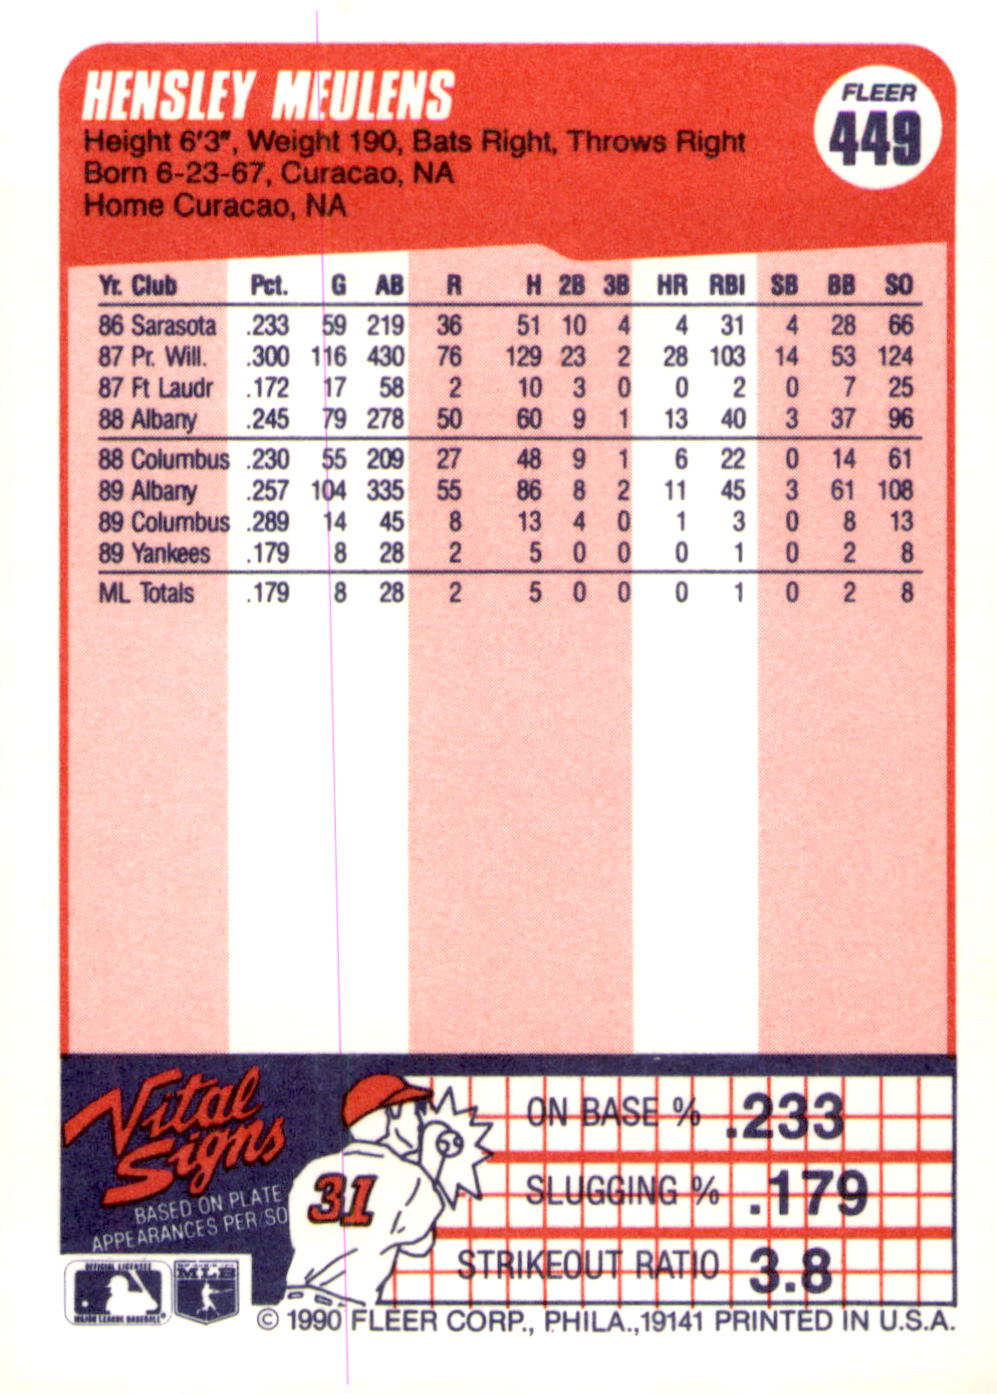 HENSLEY MEULENS
FLEER
449
Height 6'3", Weight 190, Bats Right, Throws Right
Born 6-23-67, Curacao, NA
Home Curacao, NA
Yr. Club Pct. G AB R H 2B 3B HR RBI SB BB SO
86 Sarasota .233 59 219 36 51 10 4 4 31 4 28 66
87 Pr. Will. .300 116 430 76 129 23 2 28 103 14 53 124
87 Ft Laudr .172 17 58 2 10 3 0 0 2 0 7 25
88 Albany .245 79 278 50 60 9 1 13 40 3 37 96
88 Columbus .230 55 209 27 48 9 1 6 22 0 14 61
89 Albany .257 104 335 55 86 8 2 11 45 3 61 108
89 Columbus .289 14 45 8 13 4 0 1 3 0 8 13
89 Yankees .179 8 28 2 5 0 0 0 1 0 2 8
ML Totals .179 8 28 2 5 0 0 0 1 0 2 8
Vital
Signs
BASED ON PLATE
APPEARANCES PER/SO
31
ON BASE % .233
SLUGGING % .179
STRIKEOUT RATIO 3.8
OFFICIAL LICENSEE
MAJOR LEAGUE BASEBALL
MLB
© 1990 FLEER CORP., PHILA.,19141 PRINTED IN U.S.A.